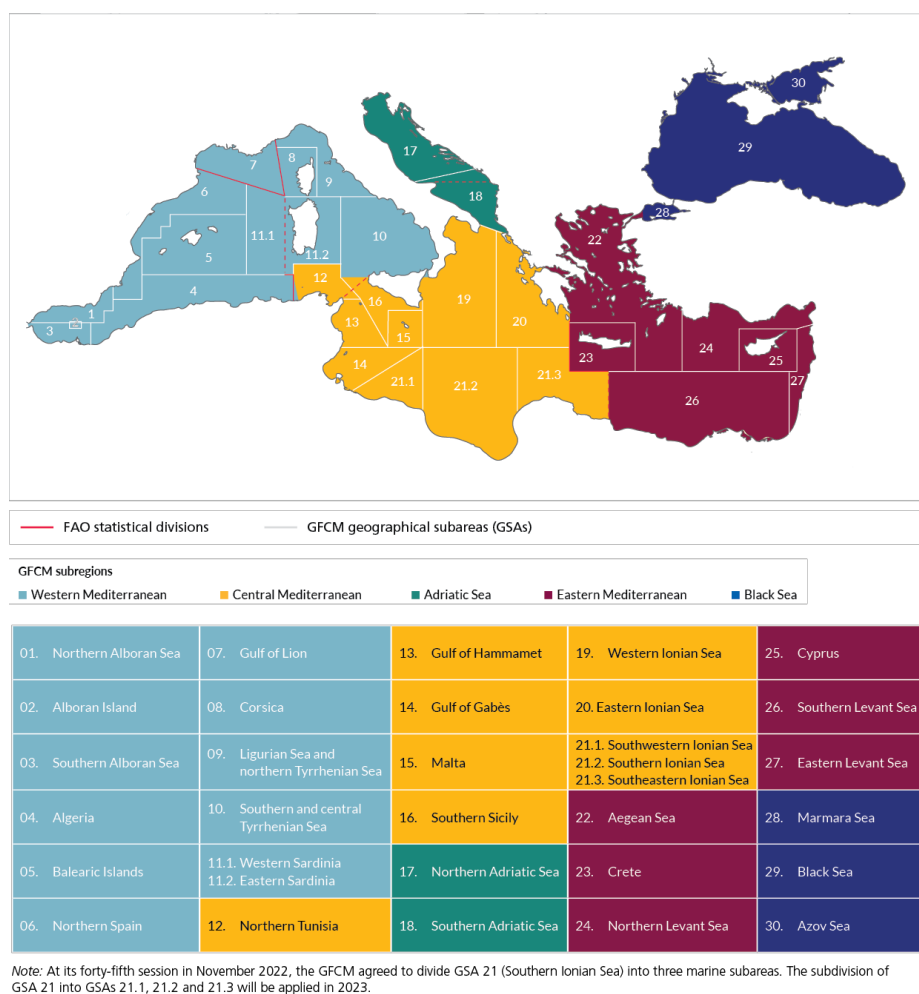 30
29
28
17
18
7
8
9
6
11.1
5
11.2
10
4
12
1
3
22
19
20
16
13
15
14
21.1
21.2
21.3
23
24
25
27
26
FAO statistical divisions
GFCM geographical subareas (GSAs)
GFCM subregions
Western Mediterranean
Central Mediterranean
Adriatic Sea
Eastern Mediterranean
Black Sea
01. Northern Alboran Sea
02. Alboran Island
03. Southern Alboran Sea
04. Algeria
05. Balearic Islands
06. Northern Spain
07. Gulf of Lion
08. Corsica
09. Ligurian Sea and
northern Tyrrhenian Sea
10. Southern and central
Tyrrhenian Sea
11.1. Western Sardinia
11.2. Eastern Sardinia
12. Northern Tunisia
13. Gulf of Hammamet
14. Gulf of Gabès
15. Malta
16. Southern Sicily
17. Northern Adriatic Sea
18. Southern Adriatic Sea
19. Western Ionian Sea
20. Eastern Ionian Sea
21.1. Southwestern Ionian Sea
21.2. Southern Ionian Sea
21.3. Southeastern Ionian Sea
22. Aegean Sea
23. Crete
24. Northern Levant Sea
25. Cyprus
26. Southern Levant Sea
27. Eastern Levant Sea
28. Marmara Sea
29. Black Sea
30. Azov Sea
Note: At its forty-fifth session in November 2022, the GFCM agreed to divide GSA 21 (Southern Ionian Sea) into three marine subareas. The subdivision of
GSA 21 into GSAs 21.1, 21.2 and 21.3 will be applied in 2023.